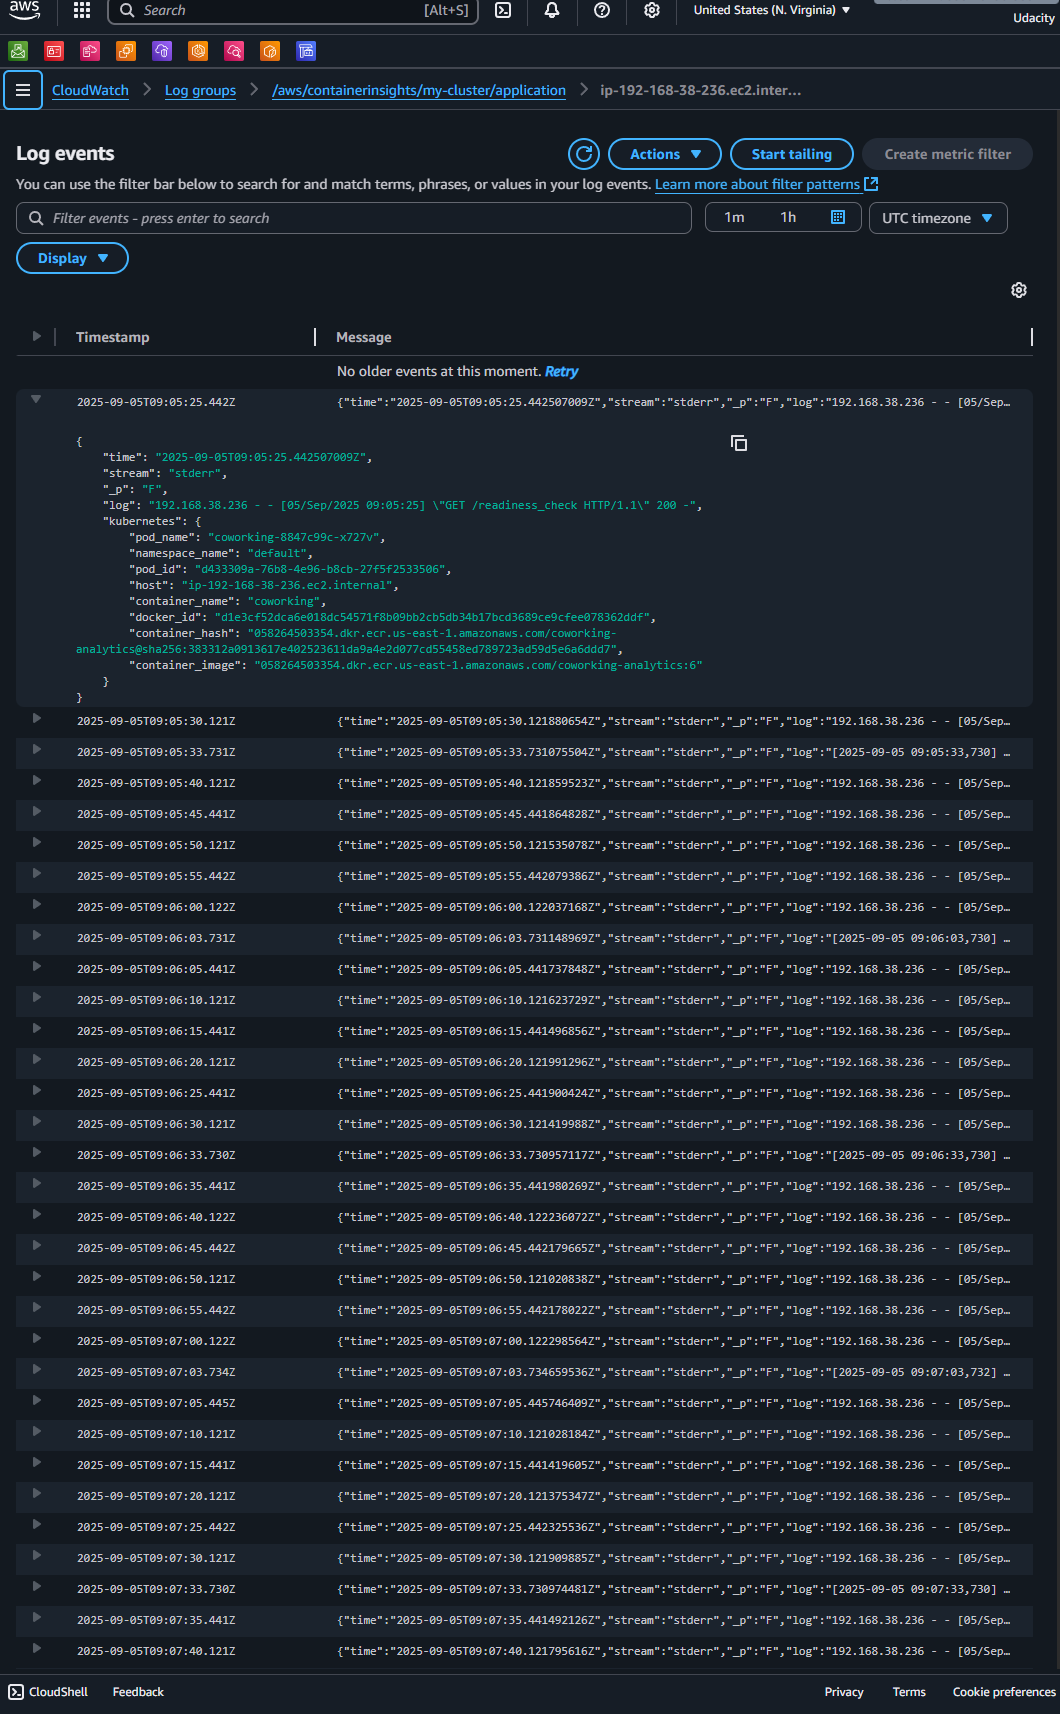 aws
Search [Alt+S] United States (N. Virginia)
Udacity
CloudWatch Log groups /aws/containerinsights/my-cluster/application ip-192-168-38-236.ec2.inter...
Log events
Actions Start tailing Create metric filter
You can use the filter bar below to search for and match terms, phrases, or values in your log events. Learn more about filter patterns
Filter events - press enter to search 1m 1h UTC timezone
Display
Timestamp Message
No older events at this moment. Retry
2025-09-05T09:05:25.442Z {"time":"2025-09-05T09:05:25.442507009Z","stream":"stderr","_p":"F","log":"192.168.38.236 - - [05/Sep…
{
"time": "2025-09-05T09:05:25.442507009Z",
"stream": "stderr",
"_p": "F",
"log": "192.168.38.236 - - [05/Sep/2025 09:05:25] \"GET /readiness_check HTTP/1.1\" 200 -",
"kubernetes": {
"pod_name": "coworking-8847c99c-x727v",
"namespace_name": "default",
"pod_id": "d433309a-76b8-4e96-b8cb-27f5f2533506",
"host": "ip-192-168-38-236.ec2.internal",
"container_name": "coworking",
"docker_id": "d1e3cf52dca6e018dc54571f8b09bb2cb5db34b17bcd3689ce9cfee078362ddf",
"container_hash": "058264503354.dkr.ecr.us-east-1.amazonaws.com/coworking-
analytics@sha256:383312a0913617e402523611da9a4e2d077cd55458ed789723ad59d5e6a6ddd7",
"container_image": "058264503354.dkr.ecr.us-east-1.amazonaws.com/coworking-analytics:6"
}
}
2025-09-05T09:05:30.121Z {"time":"2025-09-05T09:05:30.121880654Z","stream":"stderr","_p":"F","log":"192.168.38.236 - - [05/Sep…
2025-09-05T09:05:33.731Z {"time":"2025-09-05T09:05:33.731075504Z","stream":"stderr","_p":"F","log":"[2025-09-05 09:05:33,730] …
2025-09-05T09:05:40.121Z {"time":"2025-09-05T09:05:40.121859523Z","stream":"stderr","_p":"F","log":"192.168.38.236 - - [05/Sep…
2025-09-05T09:05:45.441Z {"time":"2025-09-05T09:05:45.441864828Z","stream":"stderr","_p":"F","log":"192.168.38.236 - - [05/Sep…
2025-09-05T09:05:50.121Z {"time":"2025-09-05T09:05:50.121535078Z","stream":"stderr","_p":"F","log":"192.168.38.236 - - [05/Sep…
2025-09-05T09:05:55.442Z {"time":"2025-09-05T09:05:55.442079386Z","stream":"stderr","_p":"F","log":"192.168.38.236 - - [05/Sep…
2025-09-05T09:06:00.122Z {"time":"2025-09-05T09:06:00.122037168Z","stream":"stderr","_p":"F","log":"192.168.38.236 - - [05/Sep…
2025-09-05T09:06:03.731Z {"time":"2025-09-05T09:06:03.731148969Z","stream":"stderr","_p":"F","log":"[2025-09-05 09:06:03,730] …
2025-09-05T09:06:05.441Z {"time":"2025-09-05T09:06:05.441737848Z","stream":"stderr","_p":"F","log":"192.168.38.236 - - [05/Sep…
2025-09-05T09:06:10.121Z {"time":"2025-09-05T09:06:10.121623729Z","stream":"stderr","_p":"F","log":"192.168.38.236 - - [05/Sep…
2025-09-05T09:06:15.441Z {"time":"2025-09-05T09:06:15.441496856Z","stream":"stderr","_p":"F","log":"192.168.38.236 - - [05/Sep…
2025-09-05T09:06:20.121Z {"time":"2025-09-05T09:06:20.121991296Z","stream":"stderr","_p":"F","log":"192.168.38.236 - - [05/Sep…
2025-09-05T09:06:25.441Z {"time":"2025-09-05T09:06:25.441900424Z","stream":"stderr","_p":"F","log":"192.168.38.236 - - [05/Sep…
2025-09-05T09:06:30.121Z {"time":"2025-09-05T09:06:30.121419988Z","stream":"stderr","_p":"F","log":"192.168.38.236 - - [05/Sep…
2025-09-05T09:06:33.730Z {"time":"2025-09-05T09:06:33.730957117Z","stream":"stderr","_p":"F","log":"[2025-09-05 09:06:33,730] …
2025-09-05T09:06:35.441Z {"time":"2025-09-05T09:06:35.441980269Z","stream":"stderr","_p":"F","log":"192.168.38.236 - - [05/Sep…
2025-09-05T09:06:40.122Z {"time":"2025-09-05T09:06:40.122236072Z","stream":"stderr","_p":"F","log":"192.168.38.236 - - [05/Sep…
2025-09-05T09:06:45.442Z {"time":"2025-09-05T09:06:45.442179665Z","stream":"stderr","_p":"F","log":"192.168.38.236 - - [05/Sep…
2025-09-05T09:06:50.121Z {"time":"2025-09-05T09:06:50.121020838Z","stream":"stderr","_p":"F","log":"192.168.38.236 - - [05/Sep…
2025-09-05T09:06:55.442Z {"time":"2025-09-05T09:06:55.442178022Z","stream":"stderr","_p":"F","log":"192.168.38.236 - - [05/Sep…
2025-09-05T09:07:00.122Z {"time":"2025-09-05T09:07:00.122298564Z","stream":"stderr","_p":"F","log":"192.168.38.236 - - [05/Sep…
2025-09-05T09:07:03.734Z {"time":"2025-09-05T09:07:03.734659536Z","stream":"stderr","_p":"F","log":"[2025-09-05 09:07:03,732] …
2025-09-05T09:07:05.445Z {"time":"2025-09-05T09:07:05.445746409Z","stream":"stderr","_p":"F","log":"192.168.38.236 - - [05/Sep…
2025-09-05T09:07:10.121Z {"time":"2025-09-05T09:07:10.121028184Z","stream":"stderr","_p":"F","log":"192.168.38.236 - - [05/Sep…
2025-09-05T09:07:15.441Z {"time":"2025-09-05T09:07:15.441419605Z","stream":"stderr","_p":"F","log":"192.168.38.236 - - [05/Sep…
2025-09-05T09:07:20.121Z {"time":"2025-09-05T09:07:20.121375347Z","stream":"stderr","_p":"F","log":"192.168.38.236 - - [05/Sep…
2025-09-05T09:07:25.442Z {"time":"2025-09-05T09:07:25.442325536Z","stream":"stderr","_p":"F","log":"192.168.38.236 - - [05/Sep…
2025-09-05T09:07:30.121Z {"time":"2025-09-05T09:07:30.121909885Z","stream":"stderr","_p":"F","log":"192.168.38.236 - - [05/Sep…
2025-09-05T09:07:33.730Z {"time":"2025-09-05T09:07:33.730974481Z","stream":"stderr","_p":"F","log":"[2025-09-05 09:07:33,730] …
2025-09-05T09:07:35.441Z {"time":"2025-09-05T09:07:35.441492126Z","stream":"stderr","_p":"F","log":"192.168.38.236 - - [05/Sep…
2025-09-05T09:07:40.121Z {"time":"2025-09-05T09:07:40.121795616Z","stream":"stderr","_p":"F","log":"192.168.38.236 - - [05/Sep…
CloudShell Feedback Privacy Terms Cookie preferences